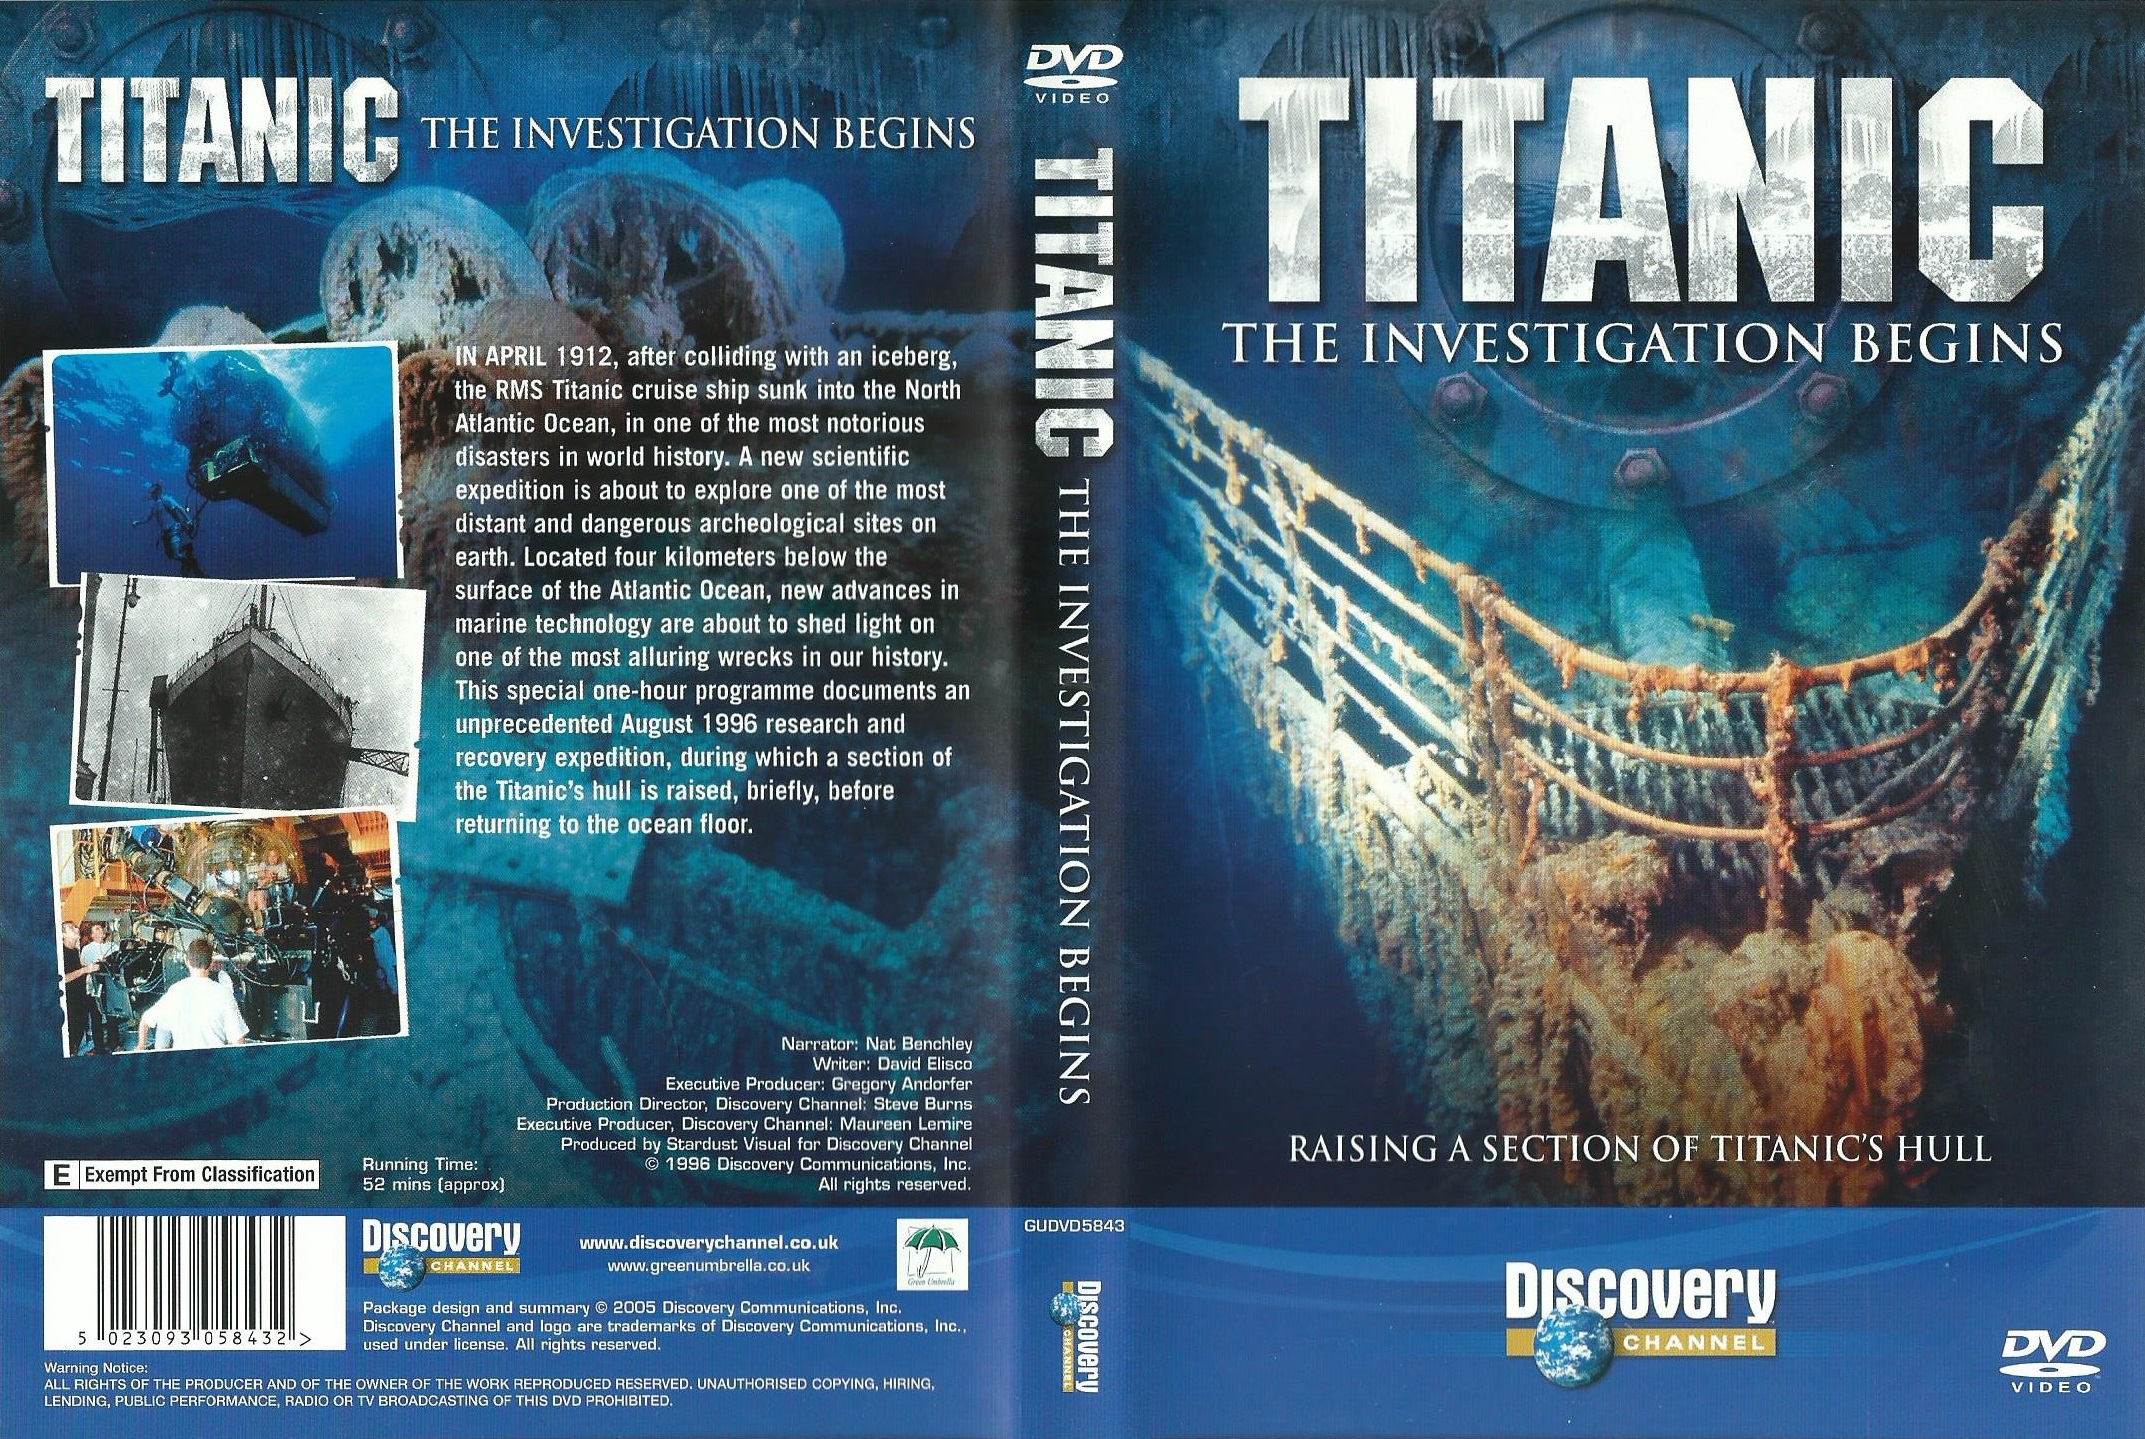 TITANIC THE INVESTIGATION BEGINS
IN APRIL 1912, after colliding with an iceberg,
the RMS Titanic cruise ship sunk into the North
Atlantic Ocean, in one of the most notorious
disasters in world history. A new scientific
expedition is about to explore one of the most
distant and dangerous archeological sites on
earth. Located four kilometers below the
surface of the Atlantic Ocean, new advances in
marine technology are about to shed light on
one of the most alluring wrecks in our history.
This special one-hour programme documents an
unprecedented August 1996 research and
recovery expedition, during which a section of
the Titanic's hull is raised, briefly, before
returning to the ocean floor.
Narrator: Nat Benchley
Writer: David Elisco
Executive Producer: Gregory Andorfer
Production Director, Discovery Channel: Steve Burns
Executive Producer, Discovery Channel: Maureen Lemire
Produced by Stardust Visual for Discovery Channel
© 1996 Discovery Communications, Inc.
All rights reserved.
E Exempt From Classification
Running Time:
52 mins (approx)
5 023093 058432 >
Discovery
CHANNEL
www.discoverychannel.co.uk
www.greenumbrella.co.uk
Green Umbrella
Package design and summary © 2005 Discovery Communications, Inc.
Discovery Channel and logo are trademarks of Discovery Communications, Inc.,
used under license. All rights reserved.
Warning Notice:
ALL RIGHTS OF THE PRODUCER AND OF THE OWNER OF THE WORK REPRODUCED RESERVED. UNAUTHORISED COPYING, HIRING,
LENDING, PUBLIC PERFORMANCE, RADIO OR TV BROADCASTING OF THIS DVD PROHIBITED.
DVD
VIDEO
TITANIC THE INVESTIGATION BEGINS
GUDVD5843
Discovery
CHANNEL
TITANIC
THE INVESTIGATION BEGINS
RAISING A SECTION OF TITANIC'S HULL
Discovery
CHANNEL
DVD
VIDEO